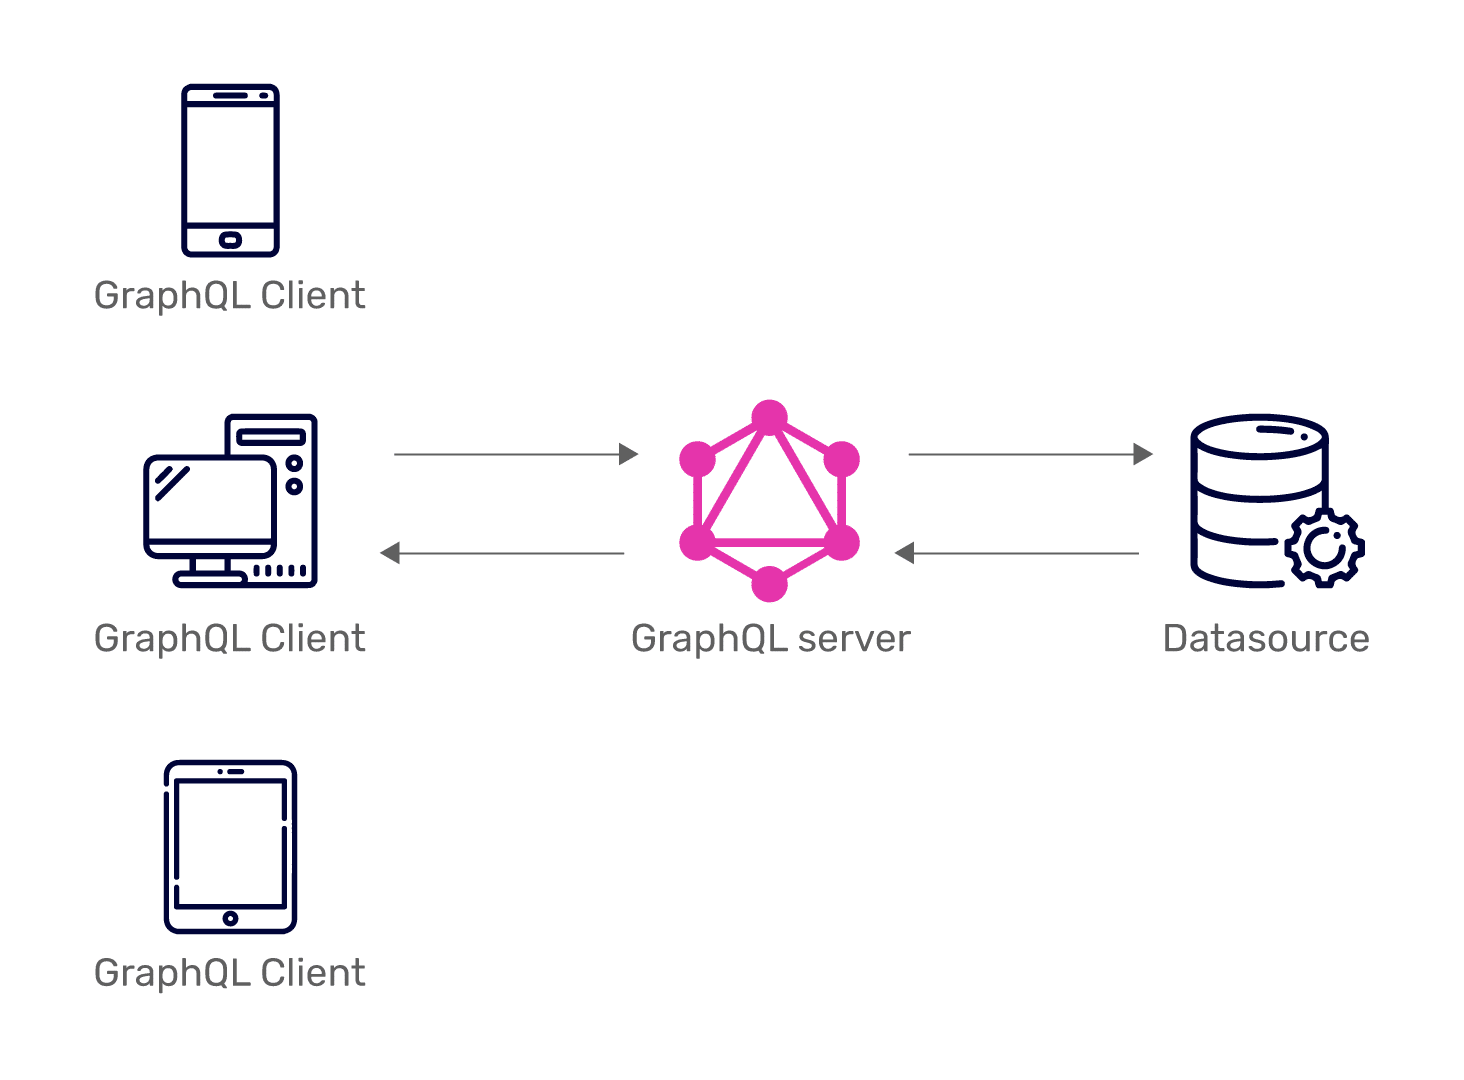 GraphQL Client
GraphQL Client
GraphQL server
Datasource
GraphQL Client